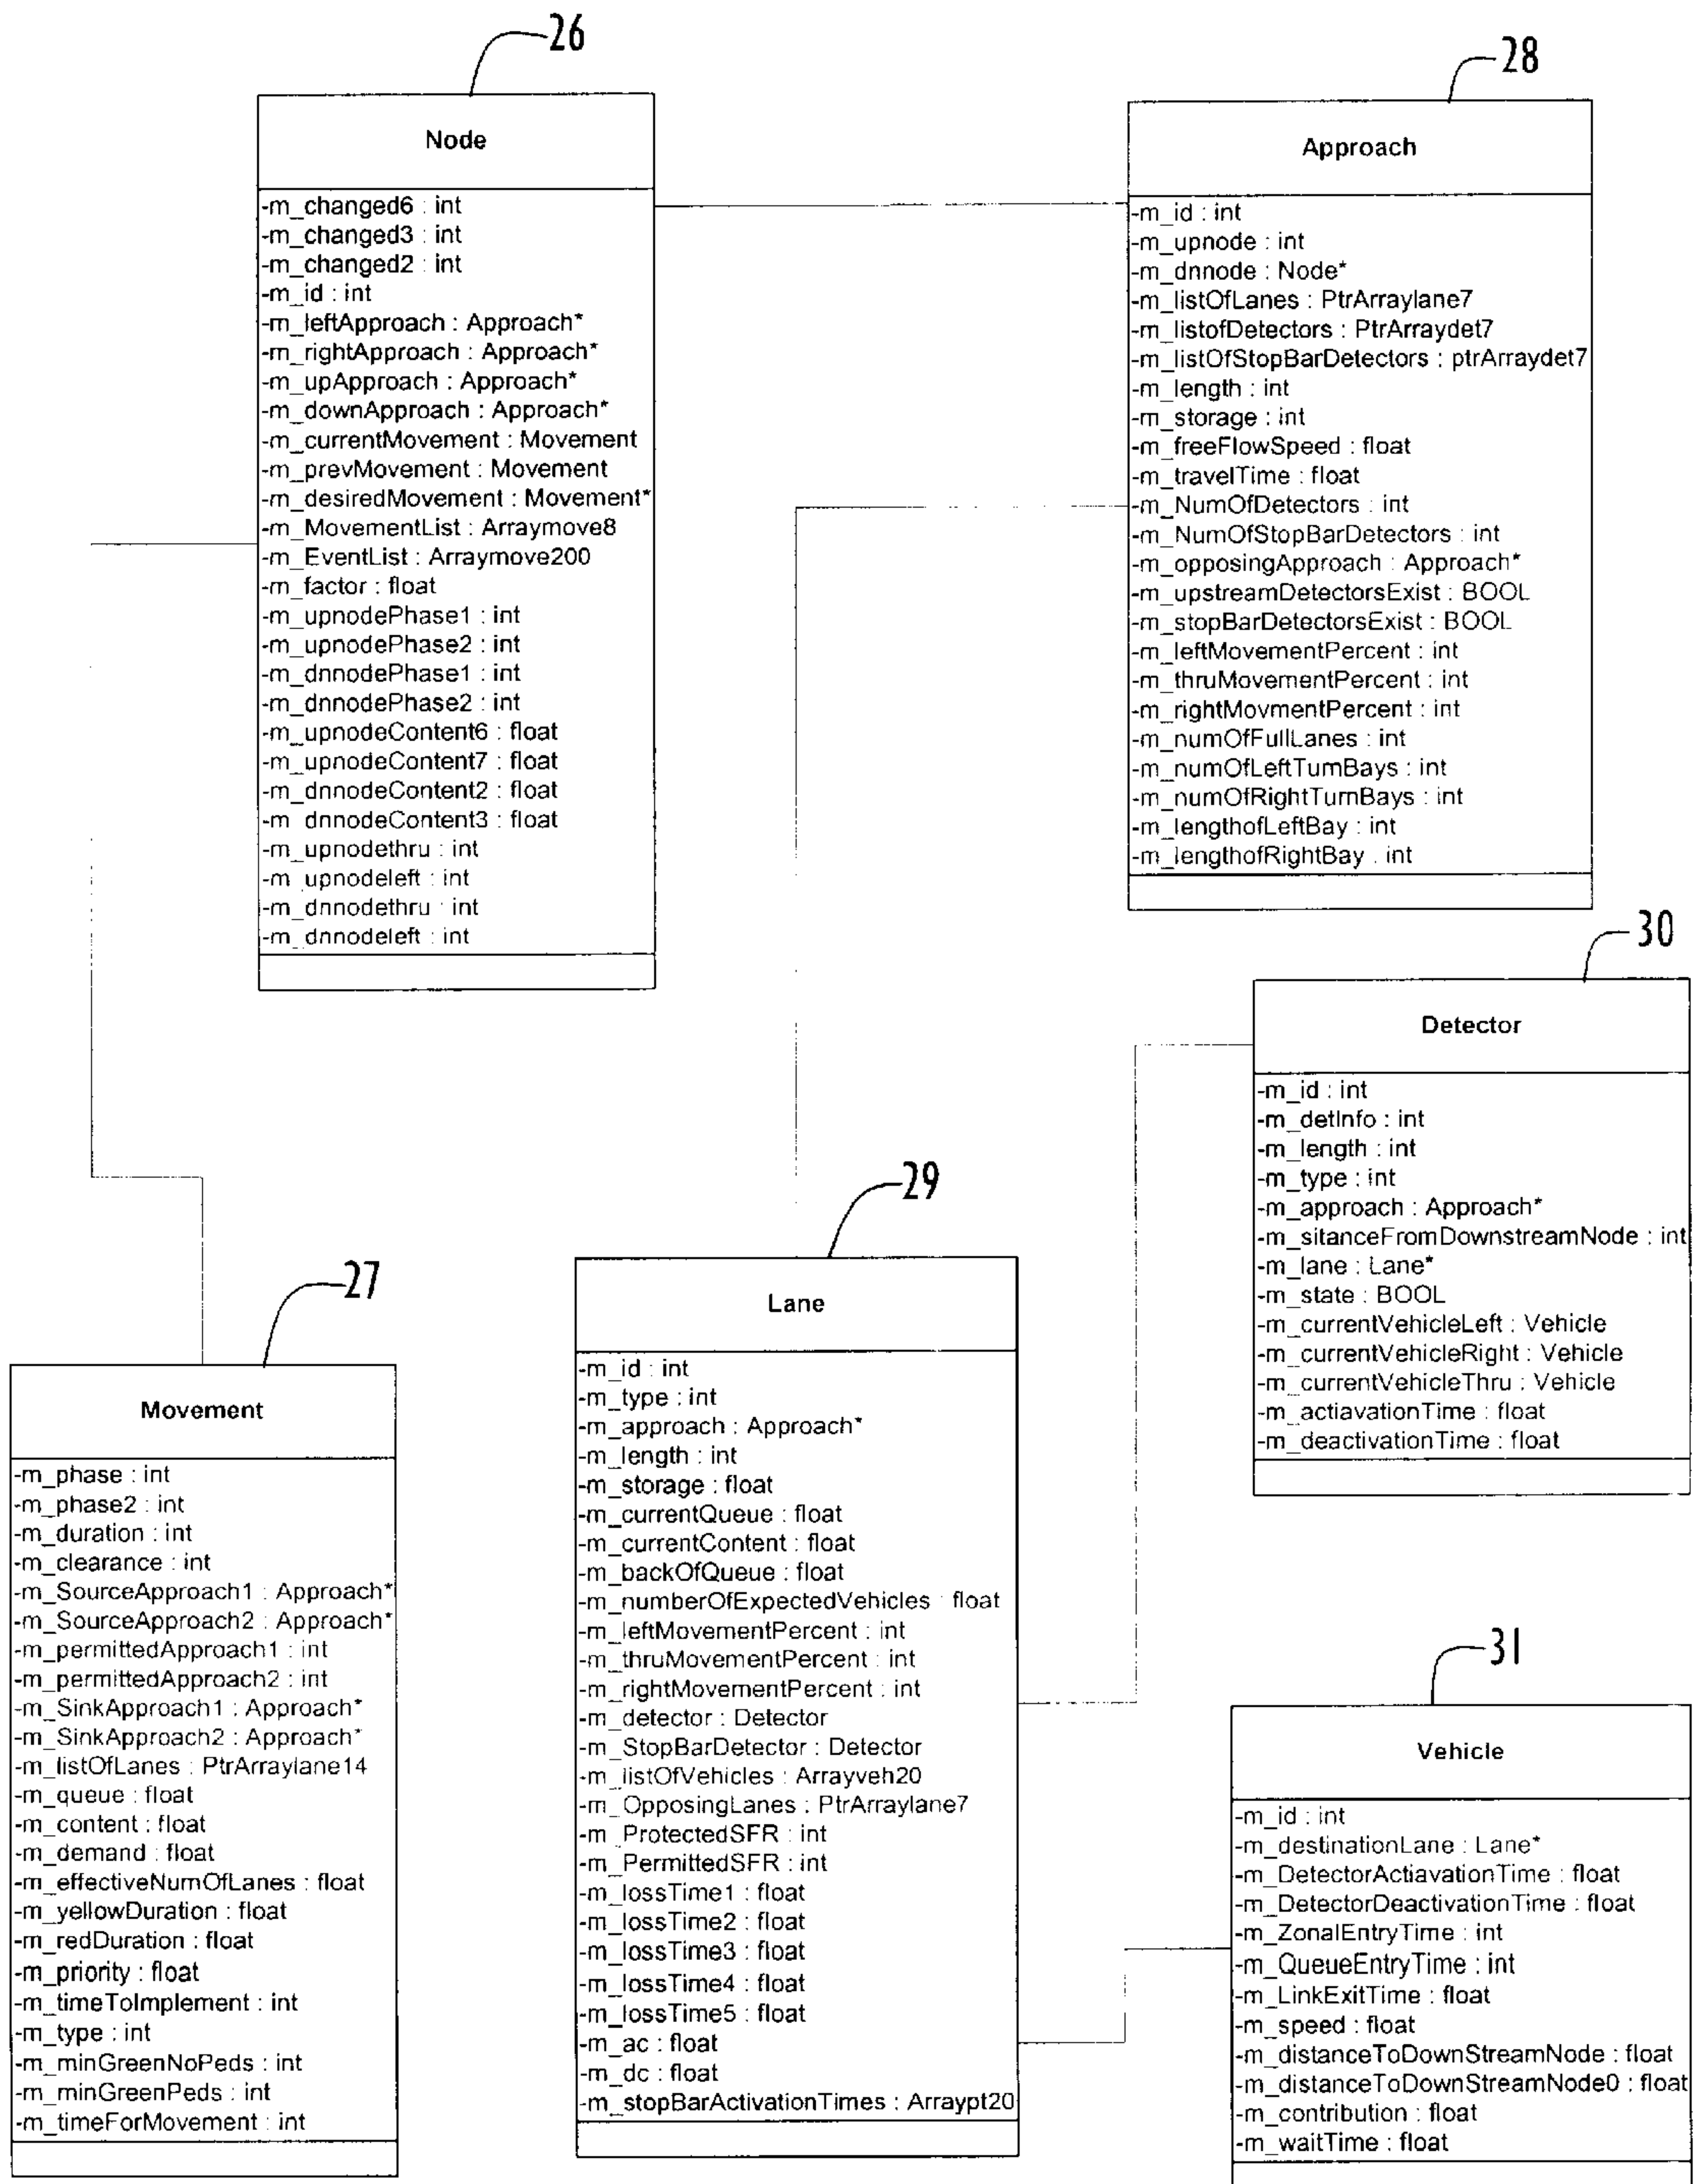 26
Node
-m_changed6 : int
-m_changed3 : int
-m_changed2 : int
-m_id : int
-m_leftApproach : Approach*
-m_rightApproach : Approach*
-m_upApproach : Approach*
-m_downApproach : Approach*
-m_currentMovement : Movement
-m_prevMovement : Movement
-m_desiredMovement : Movement*
-m_MovementList : Arraymove8
-m_EventList : Arraymove200
-m_factor : float
-m_upnodePhase1 : int
-m_upnodePhase2 : int
-m_dnnodePhase1 : int
-m_dnnodePhase2 : int
-m_upnodeContent6 : float
-m_upnodeContent7 : float
-m_dnnodeContent2 : float
-m_dnnodeContent3 : float
-m_upnodethru : int
-m_upnodeleft : int
-m_dnnodethru : int
-m_dnnodeleft : int
28
Approach
-m_id : int
-m_upnode : int
-m_dnnode : Node*
-m_listOfLanes : PtrArraylane7
-m_listofDetectors : PtrArraydet7
-m_listOfStopBarDetectors : ptrArraydet7
-m_length : int
-m_storage : int
-m_freeFlowSpeed : float
-m_travelTime : float
-m_NumOfDetectors : int
-m_NumOfStopBarDetectors : int
-m_opposingApproach : Approach*
-m_upstreamDetectorsExist : BOOL
-m_stopBarDetectorsExist : BOOL
-m_leftMovementPercent : int
-m_thruMovementPercent : int
-m_rightMovmentPercent : int
-m_numOfFullLanes : int
-m_numOfLeftTurnBays : int
-m_numOfRightTurnBays : int
-m_lengthofLeftBay : int
-m_lengthofRightBay : int
30
Detector
-m_id : int
-m_detInfo : int
-m_length : int
-m_type : int
-m_approach : Approach*
-m_sitanceFromDownstreamNode : int
-m_lane : Lane*
-m_state : BOOL
-m_currentVehicleLeft : Vehicle
-m_currentVehicleRight : Vehicle
-m_currentVehicleThru : Vehicle
-m_actiavationTime : float
-m_deactivationTime : float
27
Movement
-m_phase : int
-m_phase2 : int
-m_duration : int
-m_clearance : int
-m_SourceApproach1 : Approach*
-m_SourceApproach2 : Approach*
-m_permittedApproach1 : int
-m_permittedApproach2 : int
-m_SinkApproach1 : Approach*
-m_SinkApproach2 : Approach*
-m_listOfLanes : PtrArraylane14
-m_queue : float
-m_content : float
-m_demand : float
-m_effectiveNumOfLanes : float
-m_yellowDuration : float
-m_redDuration : float
-m_priority : float
-m_timeToImplement : int
-m_type : int
-m_minGreenNoPeds : int
-m_minGreenPeds : int
-m_timeForMovement : int
29
Lane
-m_id : int
-m_type : int
-m_approach : Approach*
-m_length : int
-m_storage : float
-m_currentQueue : float
-m_currentContent : float
-m_backOfQueue : float
-m_numberOfExpectedVehicles : float
-m_leftMovementPercent : int
-m_thruMovementPercent : int
-m_rightMovementPercent : int
-m_detector : Detector
-m_StopBarDetector : Detector
-m_listOfVehicles : Arrayveh20
-m_OpposingLanes : PtrArraylane7
-m_ProtectedSFR : int
-m_PermittedSFR : int
-m_lossTime1 : float
-m_lossTime2 : float
-m_lossTime3 : float
-m_lossTime4 : float
-m_lossTime5 : float
-m_ac : float
-m_dc : float
-m_stopBarActivationTimes : Arraypt20
31
Vehicle
-m_id : int
-m_destinationLane : Lane*
-m_DetectorActiavationTime : float
-m_DetectorDeactivationTime : float
-m_ZonalEntryTime : int
-m_QueueEntryTime : int
-m_LinkExitTime : float
-m_speed : float
-m_distanceToDownStreamNode : float
-m_distanceToDownStreamNode0 : float
-m_contribution : float
-m_waitTime : float